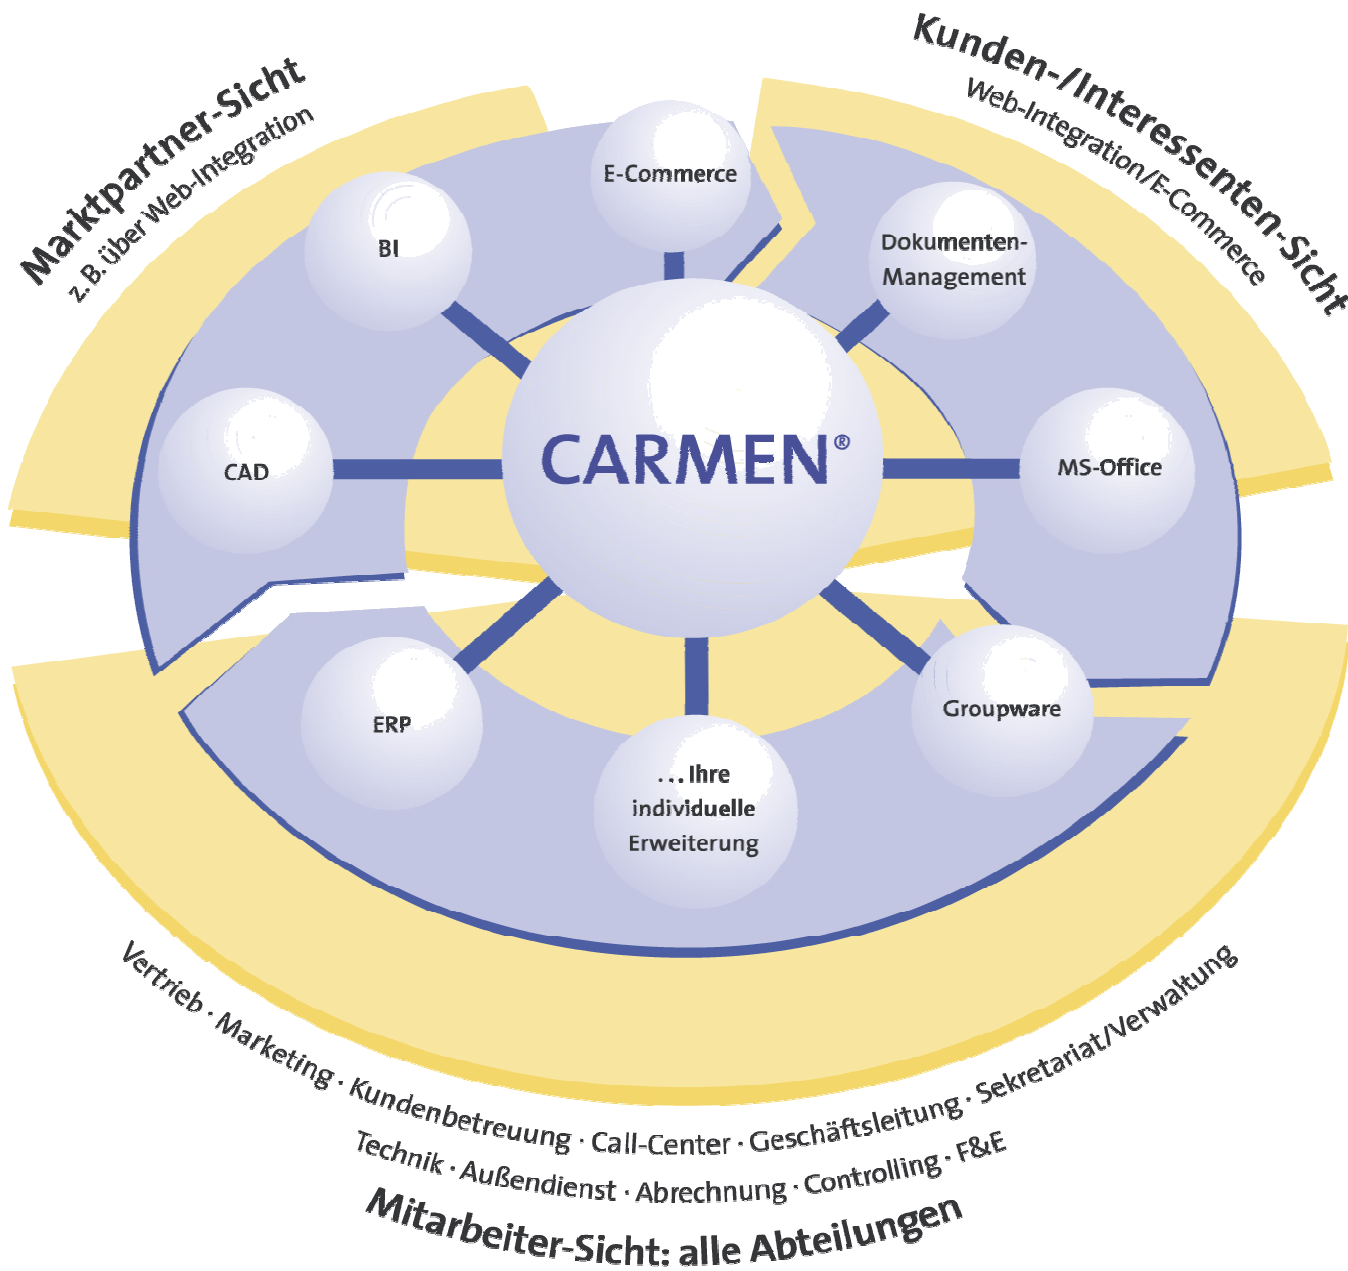 Marktpartner-Sicht
z. B. über Web-Integration
Kunden-/Interessenten-Sicht
Web-Integration/E-Commerce
E-Commerce
BI
Dokumenten-
Management
CAD
CARMEN®
MS-Office
ERP
Groupware
...Ihre
individuelle
Erweiterung
Vertrieb · Marketing · Kundenbetreuung · Call-Center · Geschäftsleitung · Sekretariat/Verwaltung
Technik · Außendienst · Abrechnung · Controlling · F&E
Mitarbeiter-Sicht: alle Abteilungen